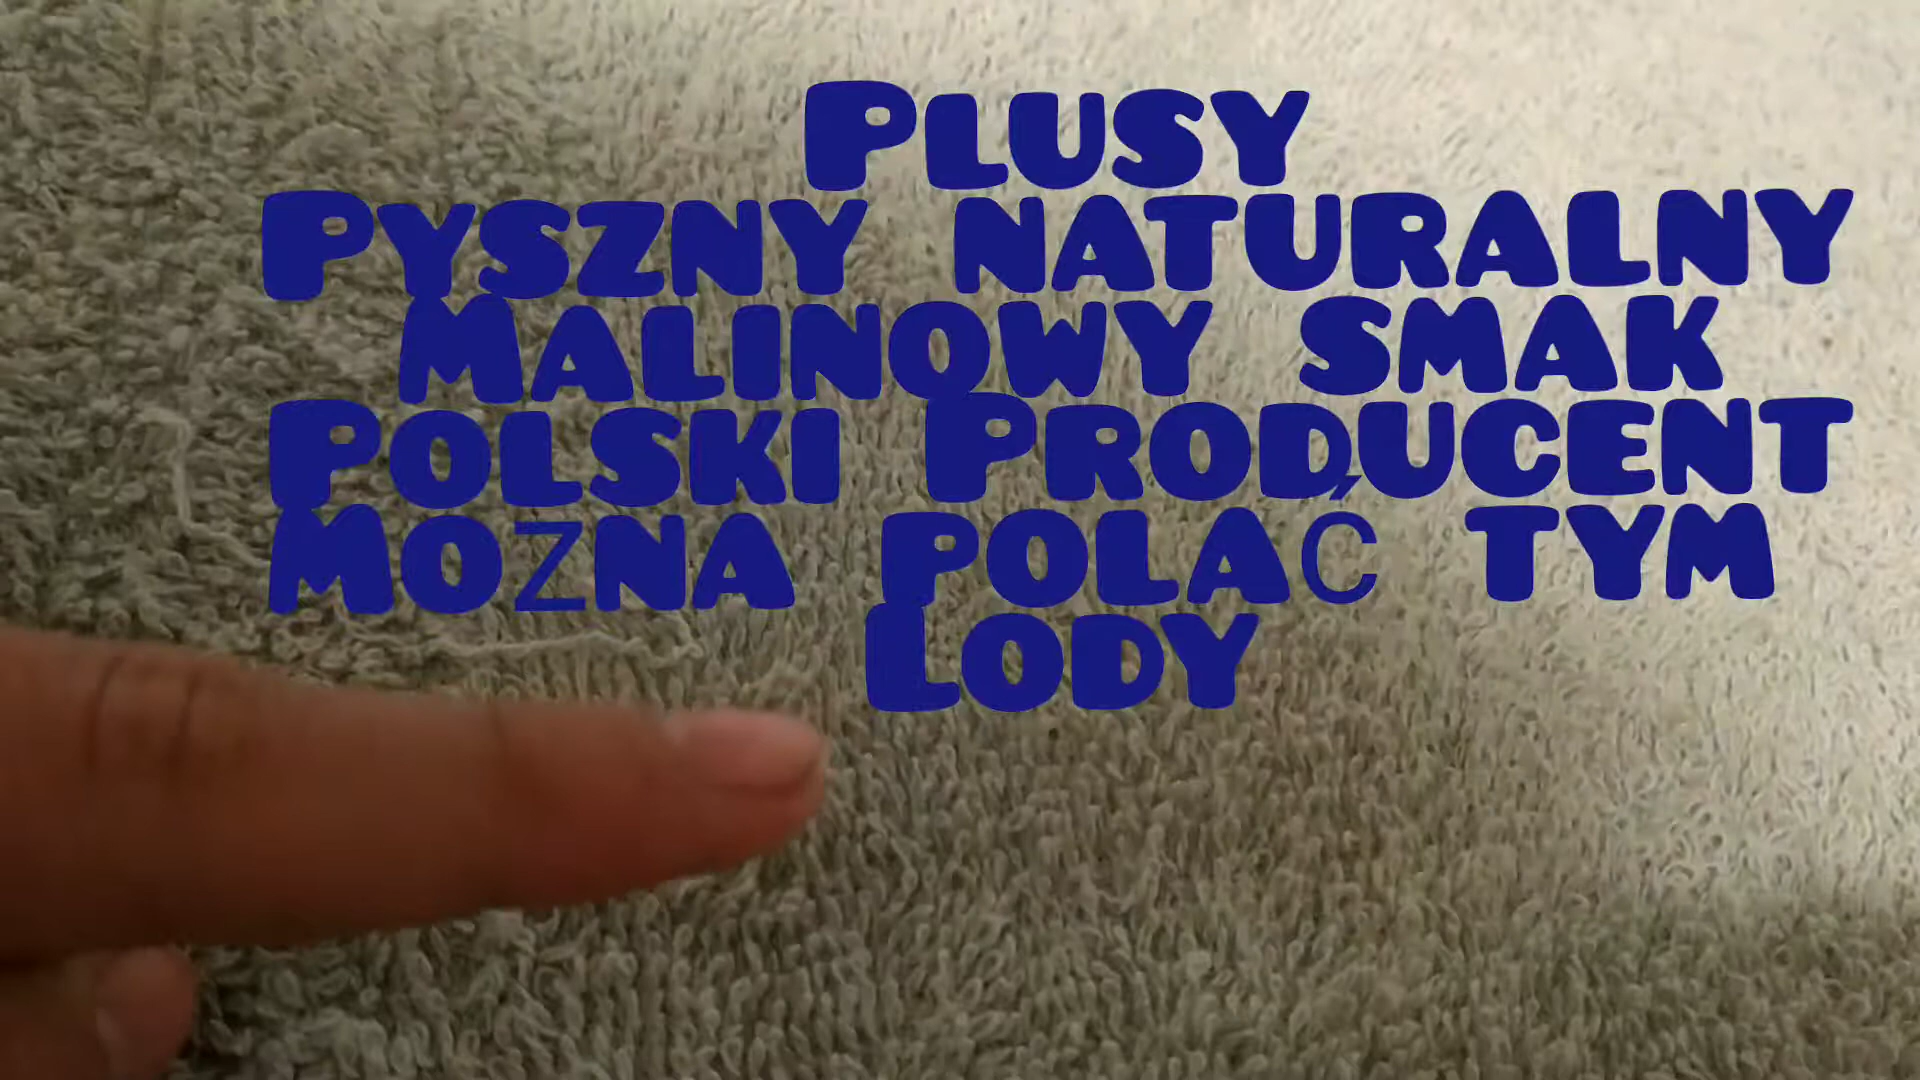 Plusy
Pyszny naturalny
Malinowy smak
Polski Producent
Można polać tym
Lody